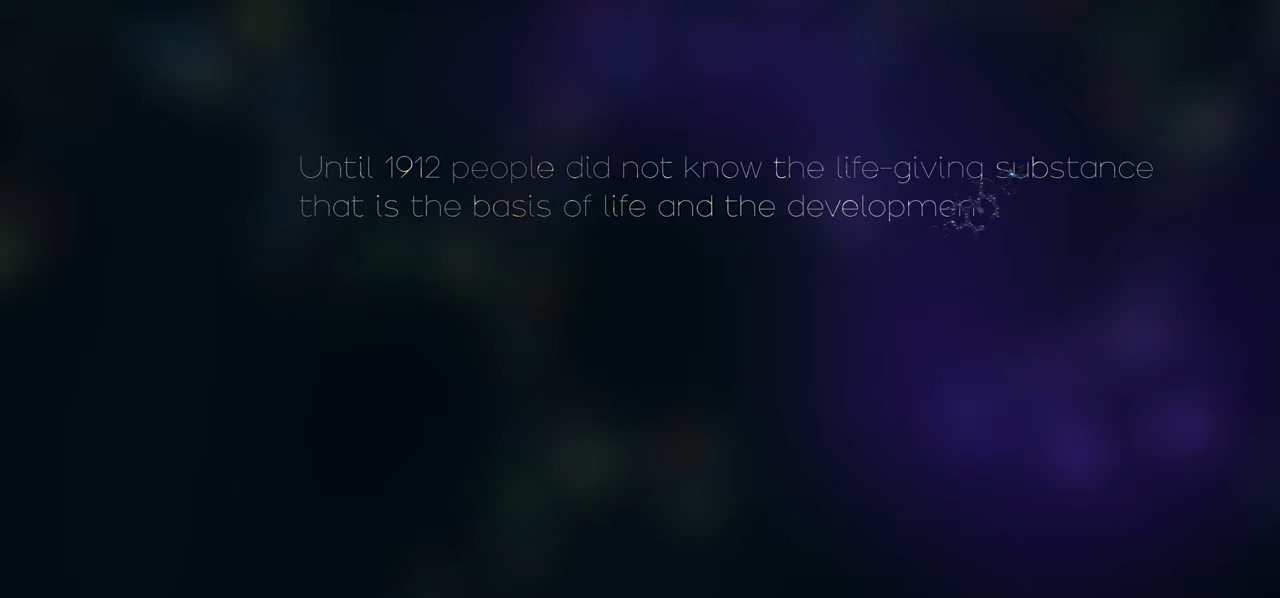 Until 1912 people did not know the life-giving substance
that is the basis of life and the developmen